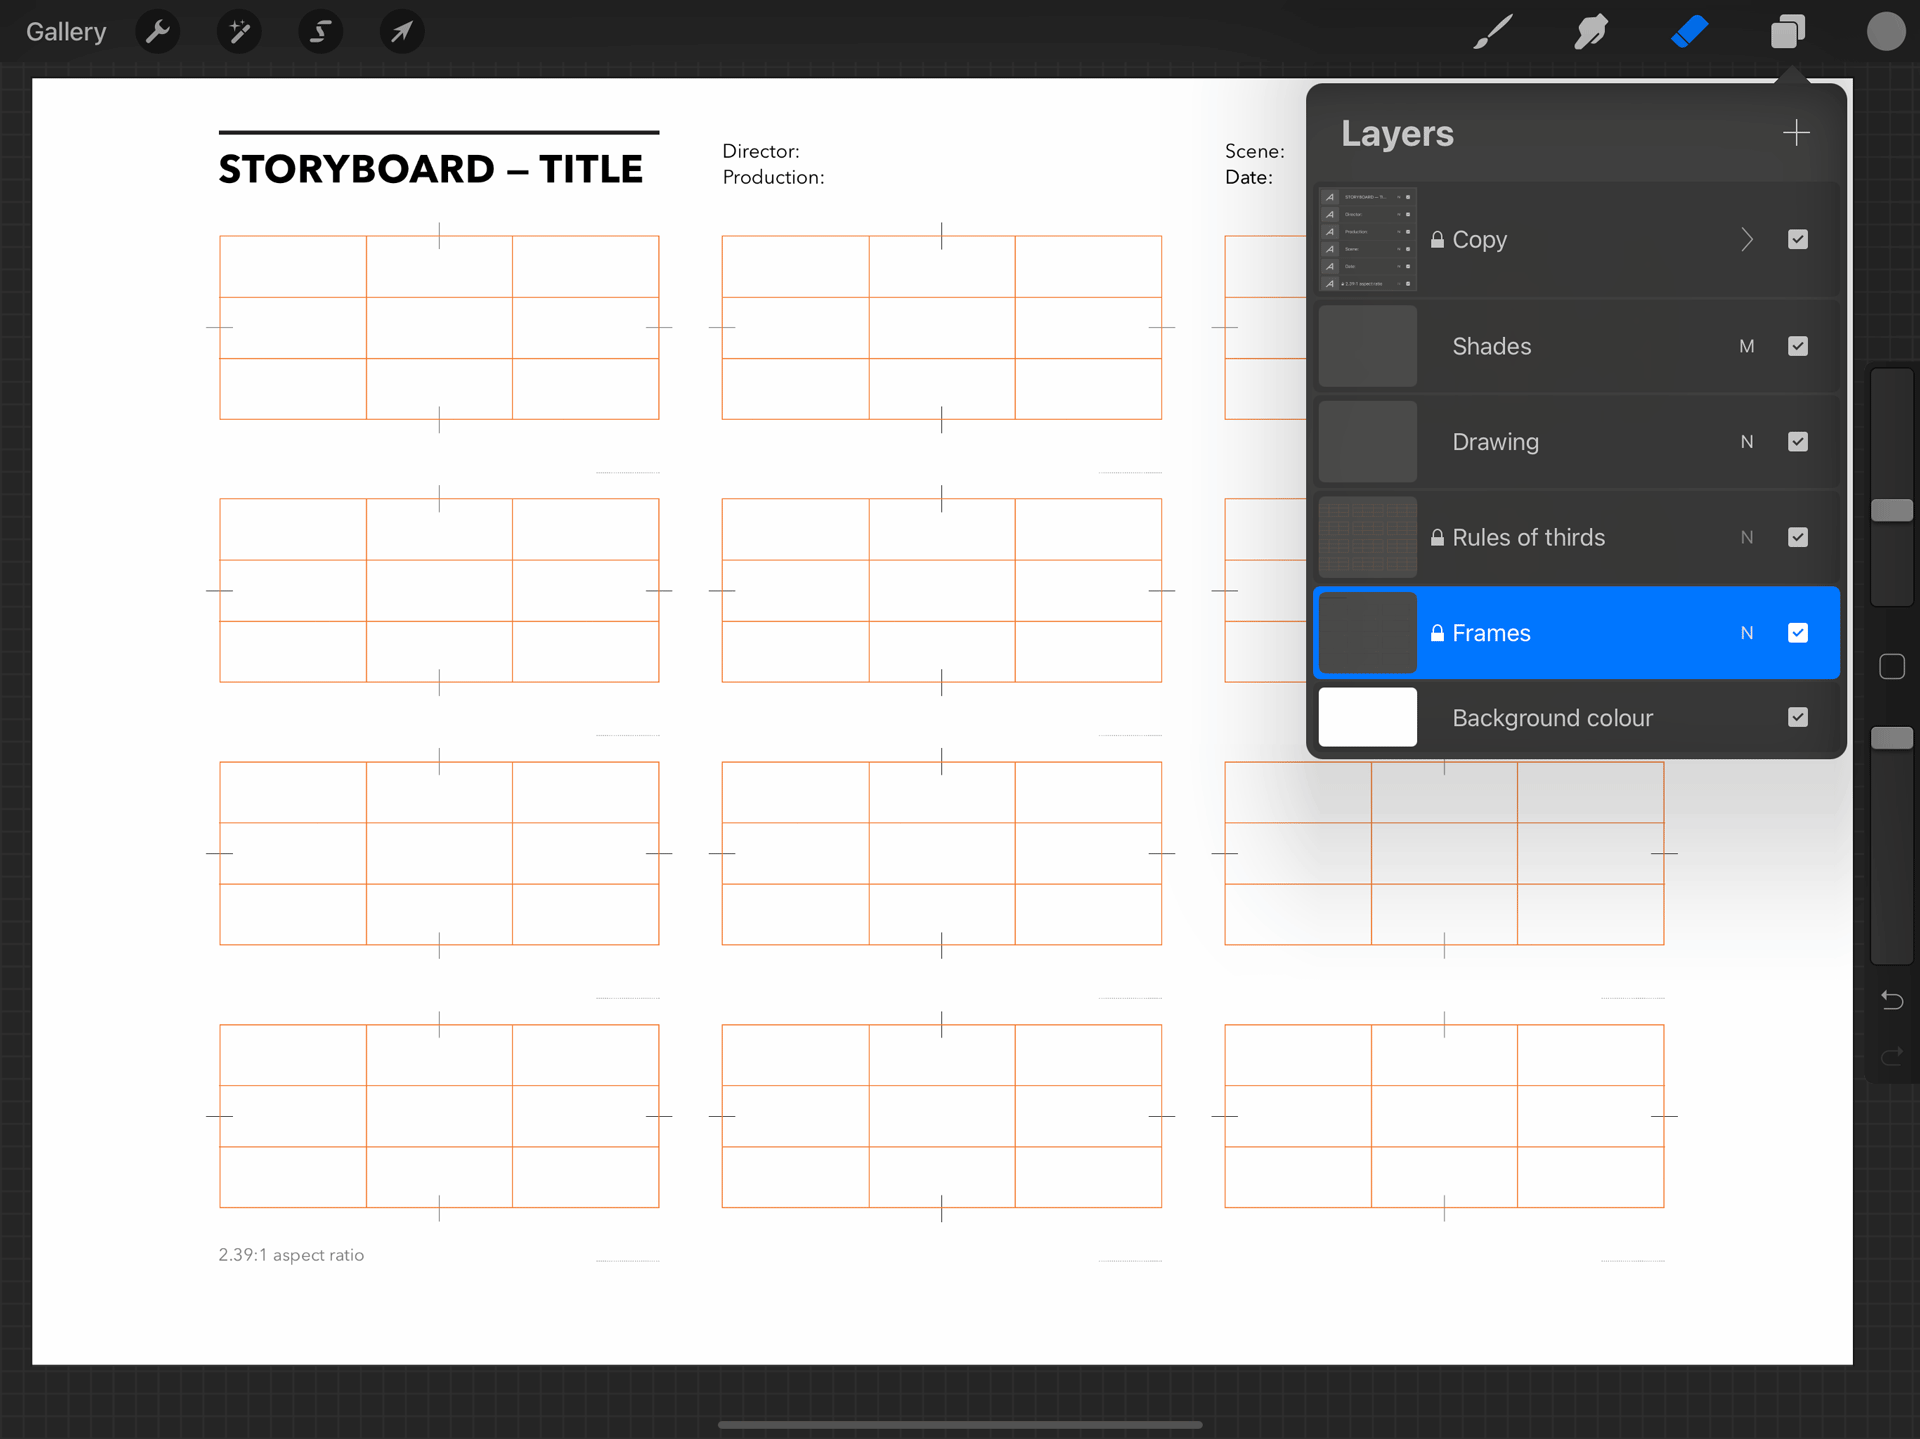 Gallery
STORYBOARD – TITLE
Director:
Production:
Scene:
Date:
Layers
Copy
Shades M
Drawing N
Rules of thirds N
Frames N
Background colour
2.39:1 aspect ratio